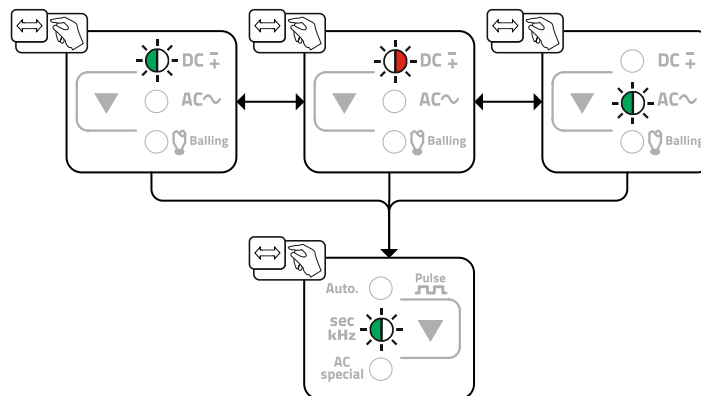 DC
AC
Balling
DC
AC
Balling
DC
AC
Balling
Auto.
Pulse
sec
kHz
AC
special